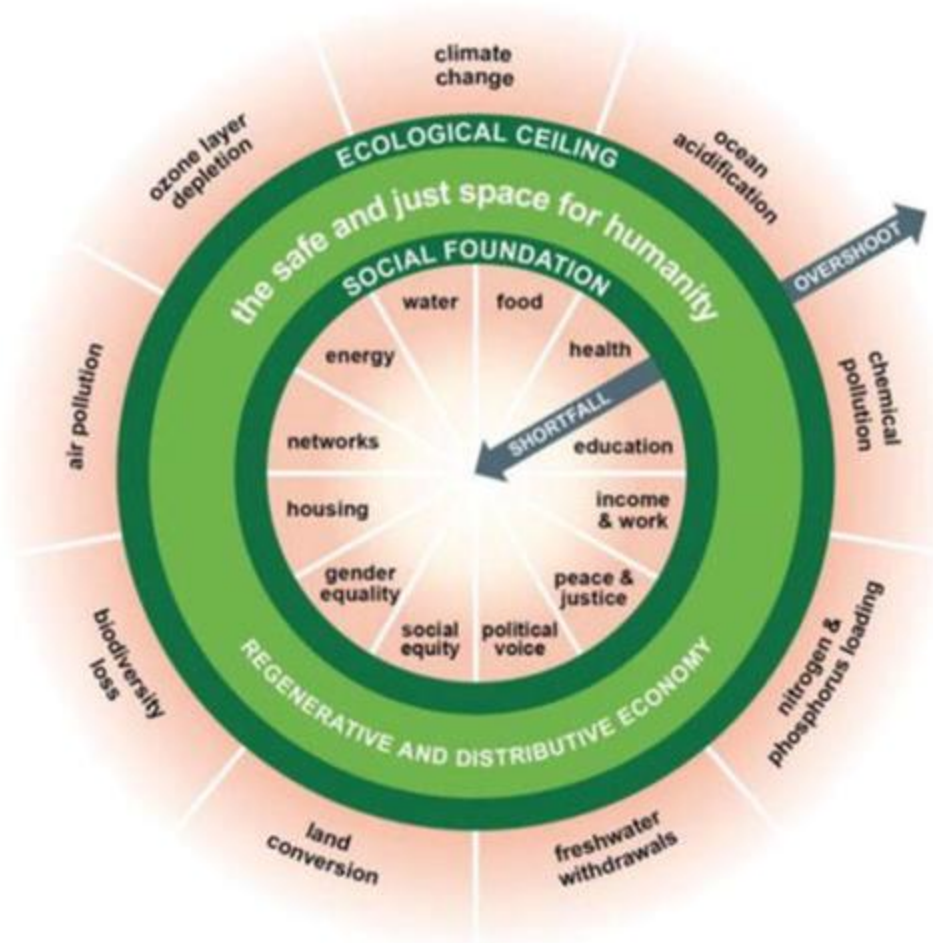 climate
change
ocean
acidification
OVERSHOOT
chemical
pollution
nitrogen &
phosphorus loading
freshwater
withdrawals
land
conversion
biodiversity
loss
air pollution
ozone layer
depletion
ECOLOGICAL CEILING
the safe and just space for humanity
SOCIAL FOUNDATION
water
food
health
SHORTFALL
education
income
& work
peace &
justice
political
voice
social
equity
gender
equality
housing
networks
energy
REGENERATIVE AND DISTRIBUTIVE ECONOMY